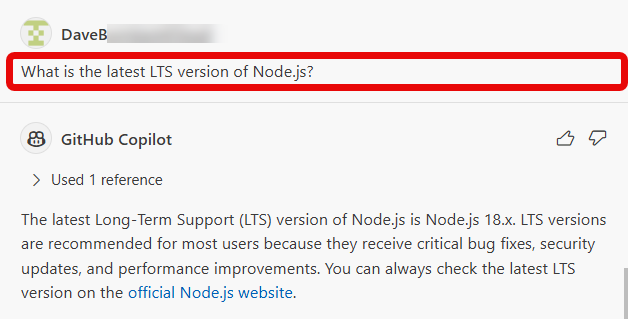 DaveB
What is the latest LTS version of Node.js?
GitHub Copilot
Used 1 reference
The latest Long-Term Support (LTS) version of Node.js is Node.js 18.x. LTS versions
are recommended for most users because they receive critical bug fixes, security
updates, and performance improvements. You can always check the latest LTS
version on the official Node.js website.